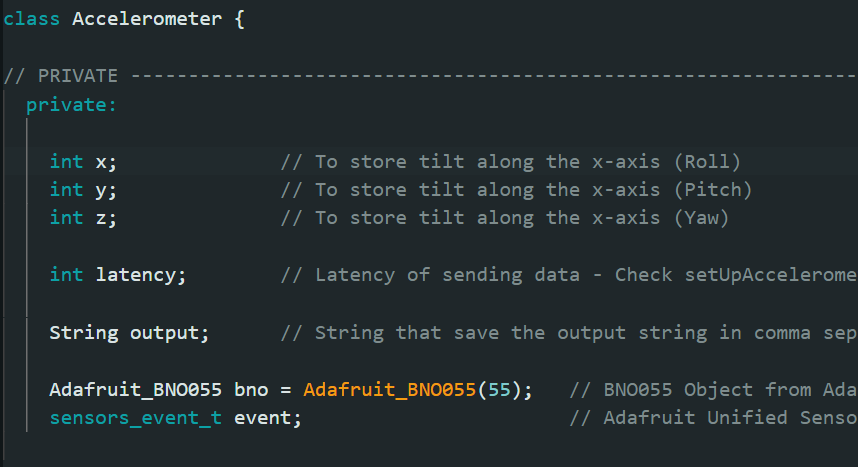 class Accelerometer {
// PRIVATE ---------------------------------------------------------------
private:
int x; // To store tilt along the x-axis (Roll)
int y; // To store tilt along the x-axis (Pitch)
int z; // To store tilt along the x-axis (Yaw)
int latency; // Latency of sending data - Check setUpAccelerome
String output; // String that save the output string in comma sep
Adafruit_BNO055 bno = Adafruit_BNO055(55); // BNO055 Object from Ada
sensors_event_t event; // Adafruit Unified Senso